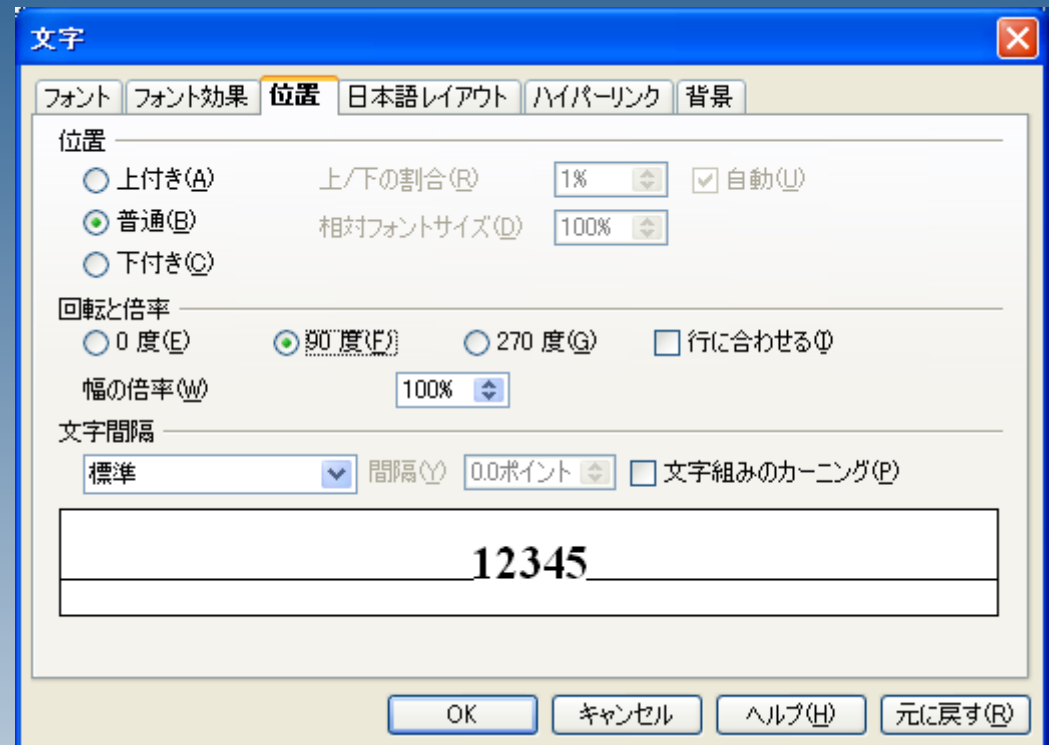 文字
フォント フォント効果 位置 日本語レイアウト ハイパーリンク 背景
位置
上付き(A) 上/下の割合(R) 1% 自動(U)
普通(B) 相対フォントサイズ(D) 100%
下付き(C)
回転と倍率
0 度(E) 90 度(F) 270 度(G) 行に合わせる(I)
幅の倍率(W) 100%
文字間隔
標準 間隔(Y) 0.0ポイント 文字組みのカーニング(P)
12345
OK キャンセル ヘルプ(H) 元に戻す(R)